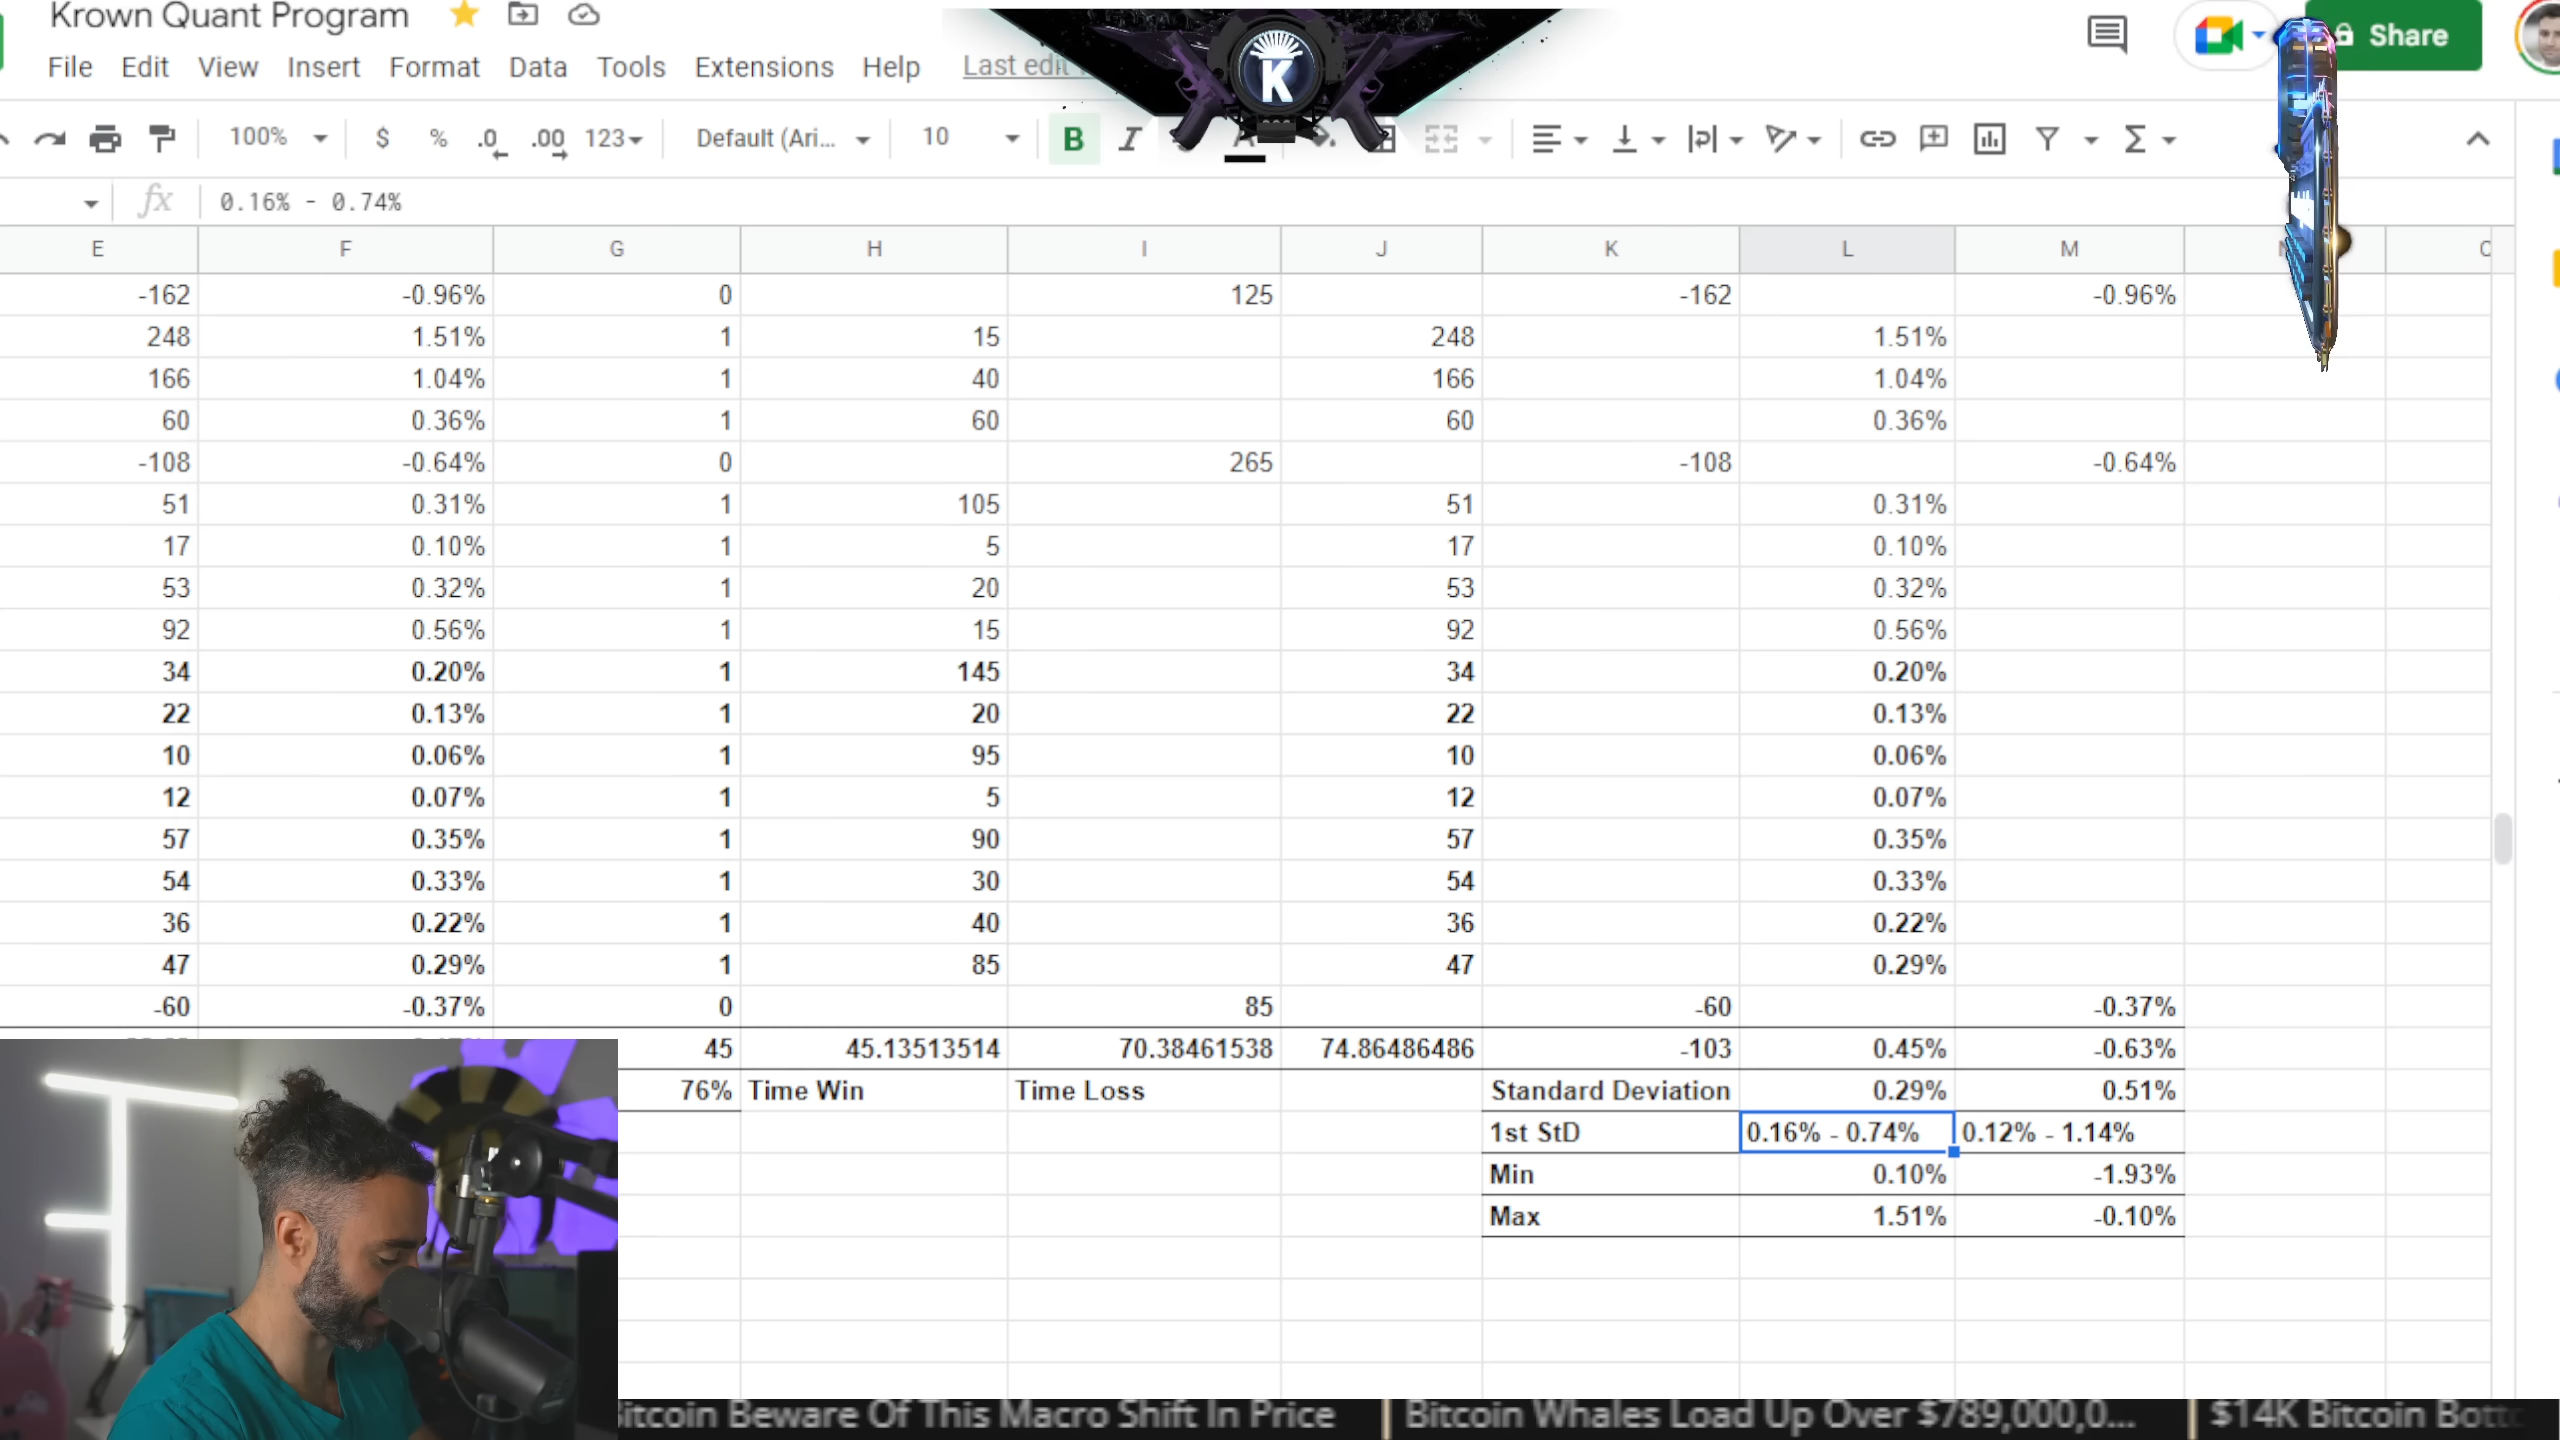 Krown Quant Program
Share
File Edit View Insert Format Data Tools Extensions Help Last edit
K
100% $ % .0 .00 123 Default (Ari... 10 B I A
fx 0.16% - 0.74%
E F G H I J K L M
-162 -0.96% 0 125 -162 -0.96%
248 1.51% 1 15 248 1.51%
166 1.04% 1 40 166 1.04%
60 0.36% 1 60 60 0.36%
-108 -0.64% 0 265 -108 -0.64%
51 0.31% 1 105 51 0.31%
17 0.10% 1 5 17 0.10%
53 0.32% 1 20 53 0.32%
92 0.56% 1 15 92 0.56%
34 0.20% 1 145 34 0.20%
22 0.13% 1 20 22 0.13%
10 0.06% 1 95 10 0.06%
12 0.07% 1 5 12 0.07%
57 0.35% 1 90 57 0.35%
54 0.33% 1 30 54 0.33%
36 0.22% 1 40 36 0.22%
47 0.29% 1 85 47 0.29%
-60 -0.37% 0 85 -60 -0.37%
45 45.13513514 70.38461538 74.86486486 -103 0.45% -0.63%
76% Time Win Time Loss Standard Deviation 0.29% 0.51%
1st StD 0.16% - 0.74% 0.12% - 1.14%
Min 0.10% -1.93%
Max 1.51% -0.10%
itcoin Beware Of This Macro Shift In Price Bitcoin Whales Load Up Over $789,000,0... $14K Bitcoin